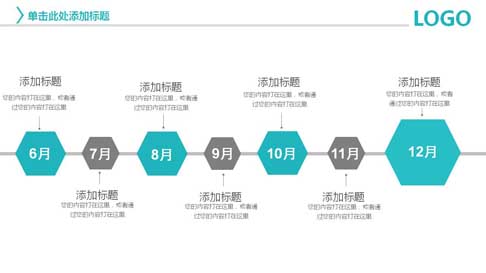 单击此处添加标题
LOGO
添加标题
您的内容打在这里，或者通
过您的内容打在这里
添加标题
您的内容打在这里，或者通
过您的内容打在这里
添加标题
您的内容打在这里，或者通
过您的内容打在这里
添加标题
您的内容打在这里，或者通
过您的内容打在这里
6月
7月
8月
9月
10月
11月
12月
添加标题
您的内容打在这里，或者通
过您的内容打在这里
添加标题
您的内容打在这里，或者通
过您的内容打在这里
添加标题
您的内容打在这里，或者通
过您的内容打在这里